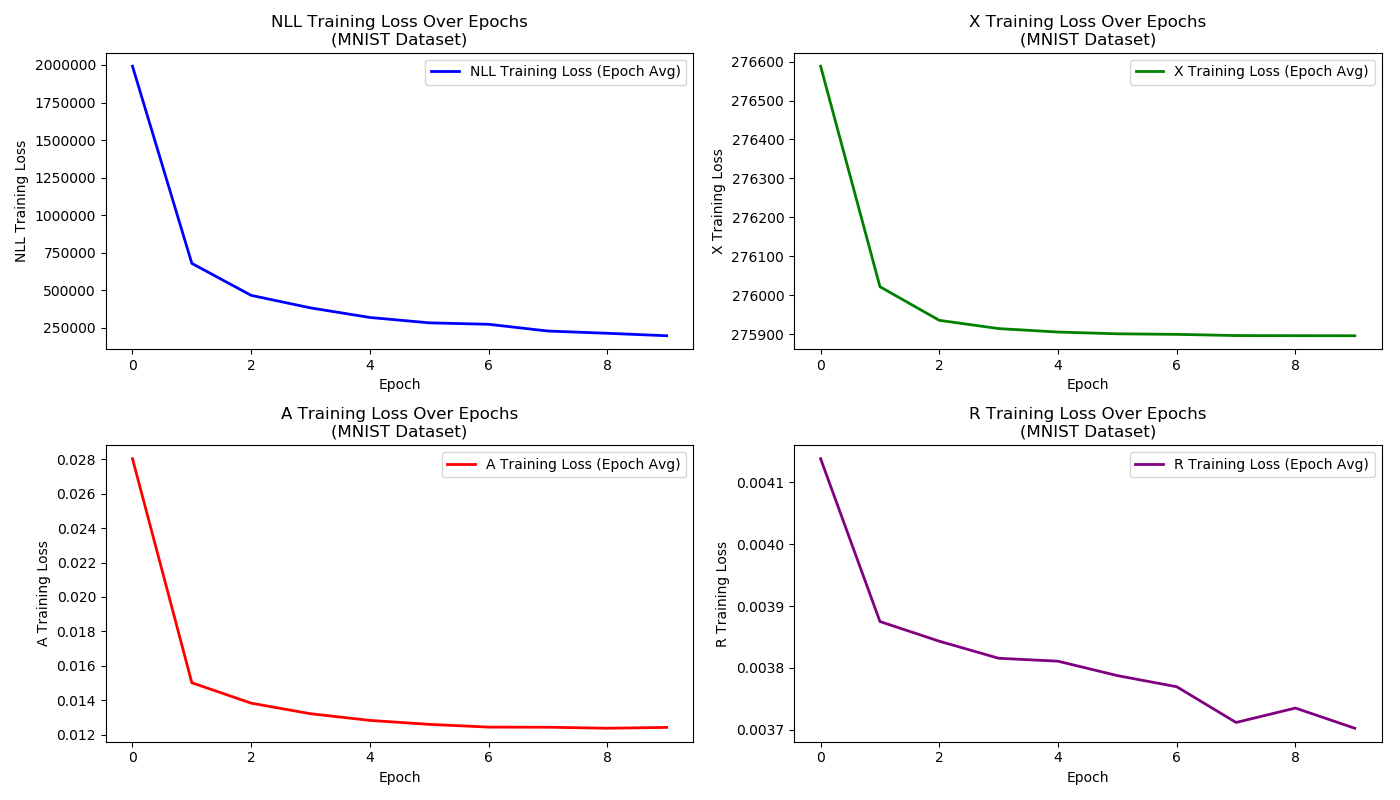 NLL Training Loss Over Epochs
(MNIST Dataset)
NLL Training Loss (Epoch Avg)
NLL Training Loss
2000000
1750000
1500000
1250000
1000000
750000
500000
250000
0 2 4 6 8
Epoch
X Training Loss Over Epochs
(MNIST Dataset)
X Training Loss (Epoch Avg)
X Training Loss
276600
276500
276400
276300
276200
276100
276000
275900
0 2 4 6 8
Epoch
A Training Loss Over Epochs
(MNIST Dataset)
A Training Loss (Epoch Avg)
A Training Loss
0.028
0.026
0.024
0.022
0.020
0.018
0.016
0.014
0.012
0 2 4 6 8
Epoch
R Training Loss Over Epochs
(MNIST Dataset)
R Training Loss (Epoch Avg)
R Training Loss
0.0041
0.0040
0.0039
0.0038
0.0037
0 2 4 6 8
Epoch